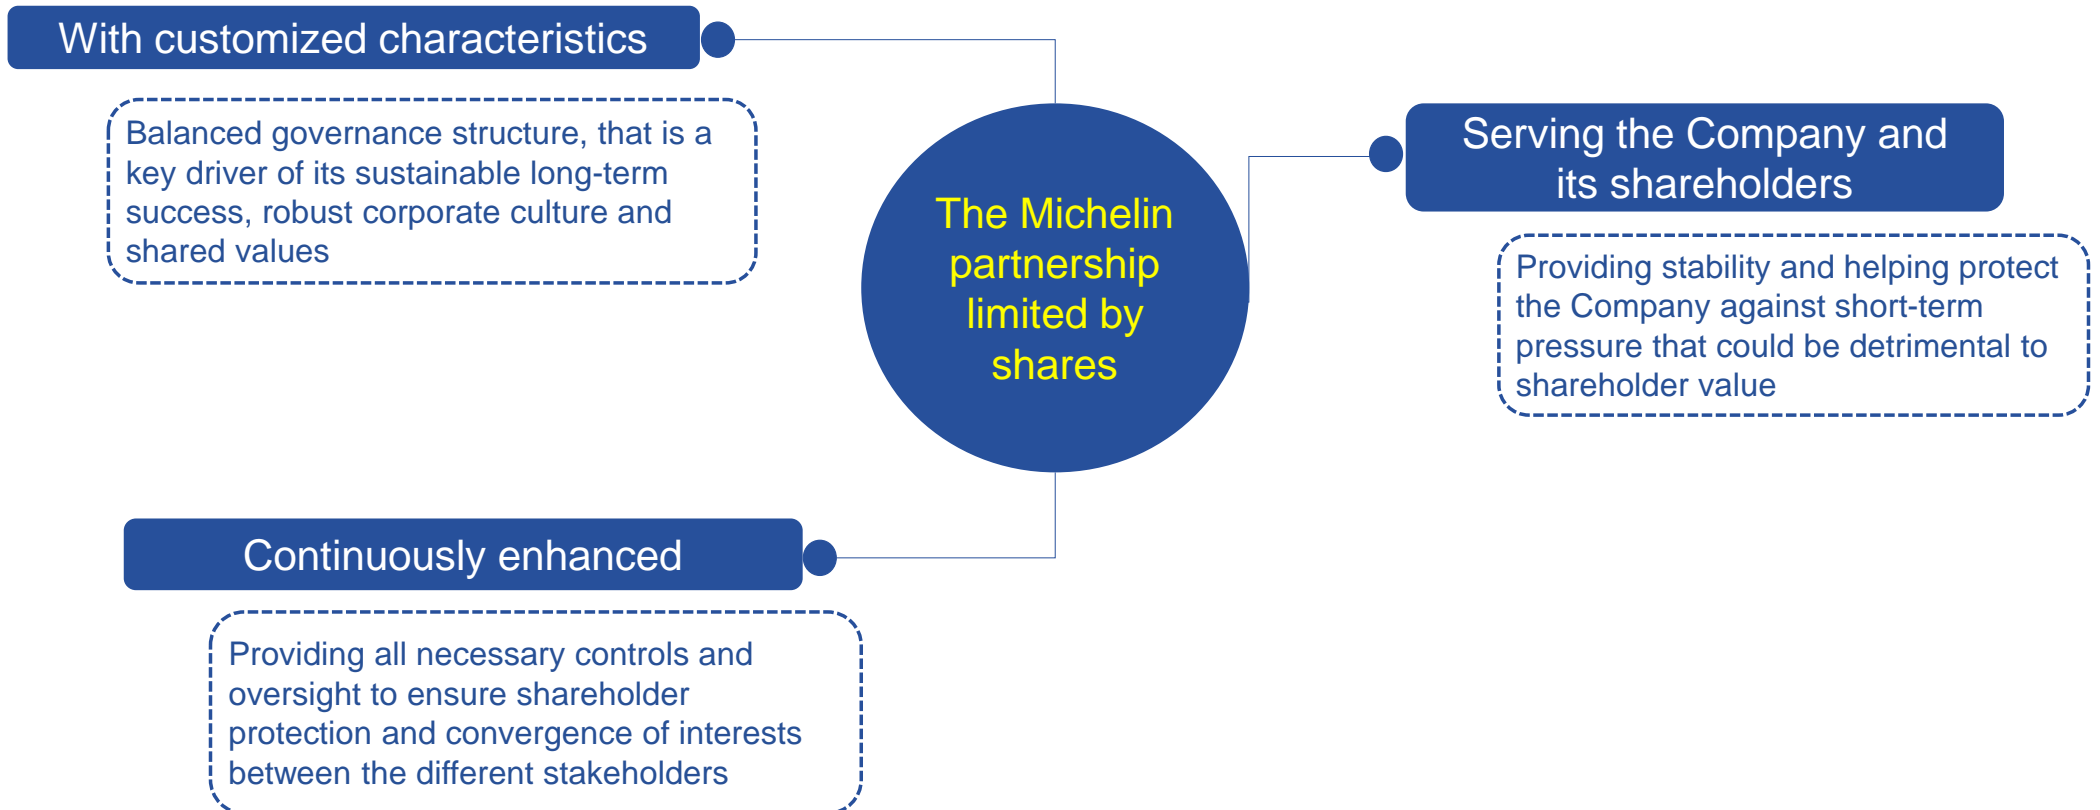 With customized characteristics
Balanced governance structure, that is a
key driver of its sustainable long-term
success, robust corporate culture and
shared values
The Michelin
partnership
limited by
shares
Serving the Company and
its shareholders
Providing stability and helping protect
the Company against short-term
pressure that could be detrimental to
shareholder value
Continuously enhanced
Providing all necessary controls and
oversight to ensure shareholder
protection and convergence of interests
between the different stakeholders